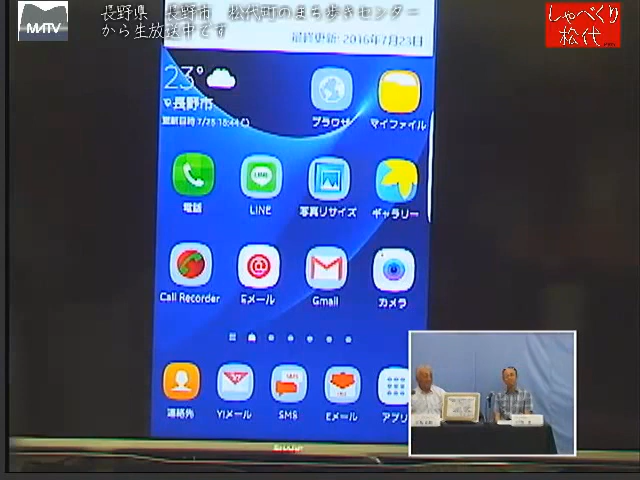 長野県　長野市　松代町のまち歩きセンター
から生放送中です
MATV
しゃべくり
松代
最終更新: 2016年7月23日
23°
長野市
ブラウザ
マイファイル
電話
LINE
写真リサイズ
ギャラリー
Call Recorder
Eメール
Gmail
カメラ
連絡先
Y!メール
SMS
Eメール
アプリ